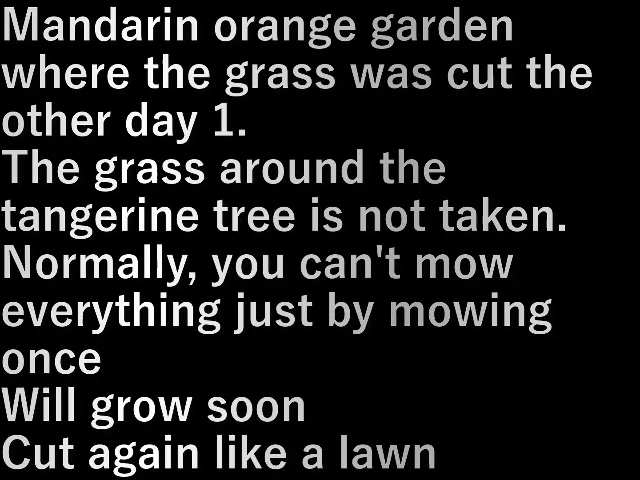 Mandarin orange garden
where the grass was cut the
other day 1.
The grass around the
tangerine tree is not taken.
Normally, you can't mow
everything just by mowing
once
Will grow soon
Cut again like a lawn